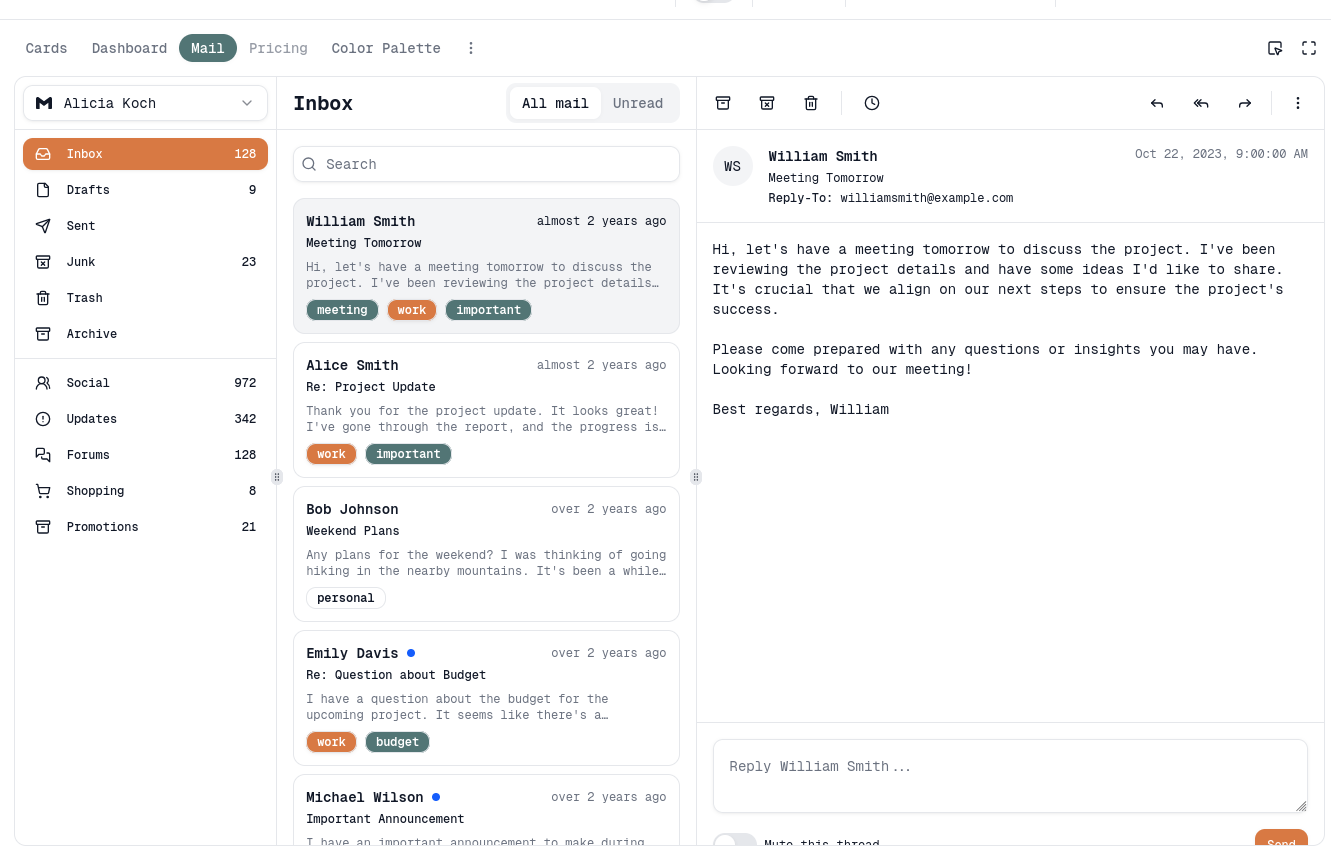 Cards Dashboard Mail Pricing Color Palette
Alicia Koch
Inbox 128
Drafts 9
Sent
Junk 23
Trash
Archive
Social 972
Updates 342
Forums 128
Shopping 8
Promotions 21
Inbox All mail Unread
Search
William Smith almost 2 years ago
Meeting Tomorrow
Hi, let's have a meeting tomorrow to discuss the
project. I've been reviewing the project details…
meeting work important
Alice Smith almost 2 years ago
Re: Project Update
Thank you for the project update. It looks great!
I've gone through the report, and the progress is…
work important
Bob Johnson over 2 years ago
Weekend Plans
Any plans for the weekend? I was thinking of going
hiking in the nearby mountains. It's been a while…
personal
Emily Davis over 2 years ago
Re: Question about Budget
I have a question about the budget for the
upcoming project. It seems like there's a…
work budget
Michael Wilson over 2 years ago
Important Announcement
I have an important announcement to make during
WS
William Smith Oct 22, 2023, 9:00:00 AM
Meeting Tomorrow
Reply-To: williamsmith@example.com
Hi, let's have a meeting tomorrow to discuss the project. I've been
reviewing the project details and have some ideas I'd like to share.
It's crucial that we align on our next steps to ensure the project's
success.
Please come prepared with any questions or insights you may have.
Looking forward to our meeting!
Best regards, William
Reply William Smith...
Mute this thread Send